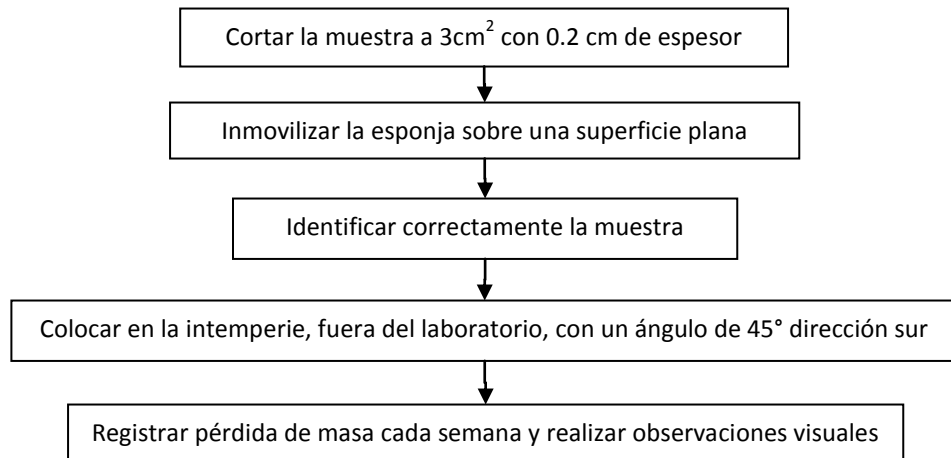 Cortar la muestra a 3cm² con 0.2 cm de espesor
Inmovilizar la esponja sobre una superficie plana
Identificar correctamente la muestra
Colocar en la intemperie, fuera del laboratorio, con un ángulo de 45° dirección sur
Registrar pérdida de masa cada semana y realizar observaciones visuales